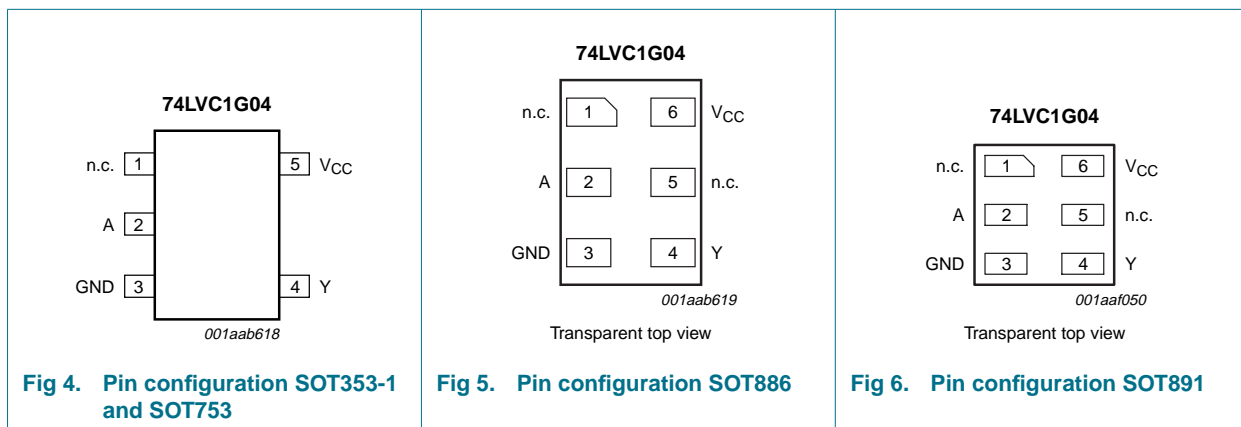 74LVC1G04
n.c. 1
5 VCC
A 2
GND 3
4 Y
001aab618
Fig 4. Pin configuration SOT353-1
and SOT753
74LVC1G04
n.c. 1
6 VCC
A 2
5 n.c.
GND 3
4 Y
001aab619
Transparent top view
Fig 5. Pin configuration SOT886
74LVC1G04
n.c. 1
6 VCC
A 2
5 n.c.
GND 3
4 Y
001aaf050
Transparent top view
Fig 6. Pin configuration SOT891